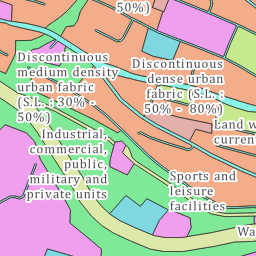 50%)
Discontinuous
medium density
urban fabric
(S.L. : 30% -
50%)
Discontinuous
dense urban
fabric (S.L. :
50% - 80%)
Land w
current
Industrial,
commercial,
public,
military and
private units
Sports and
leisure
facilities
Wa